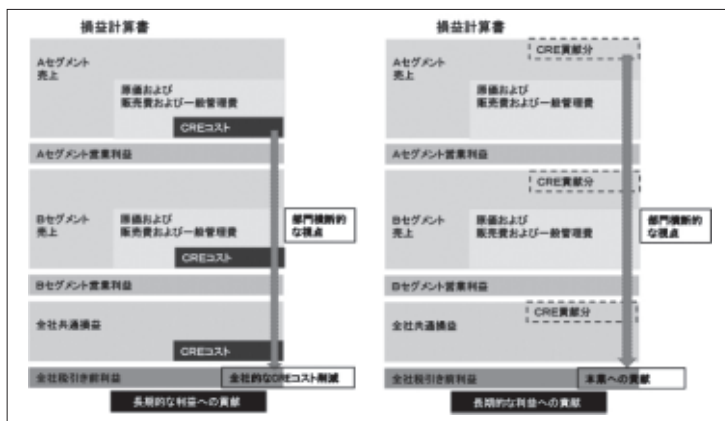 損益計算書
Aセグメント
売上
原価および
販売費および一般管理費
CREコスト
Aセグメント営業利益
Bセグメント
売上
原価および
販売費および一般管理費
CREコスト
Bセグメント営業利益
全社共通損益
CREコスト
全社税引き前利益
全社的なCREコスト削減
部門横断的
な視点
長期的な利益への貢献
損益計算書
CRE貢献分
Aセグメント
売上
原価および
販売費および一般管理費
Aセグメント営業利益
CRE貢献分
Bセグメント
売上
原価および
販売費および一般管理費
Bセグメント営業利益
CRE貢献分
全社共通損益
全社税引き前利益
本業への貢献
部門横断的
な視点
長期的な利益への貢献